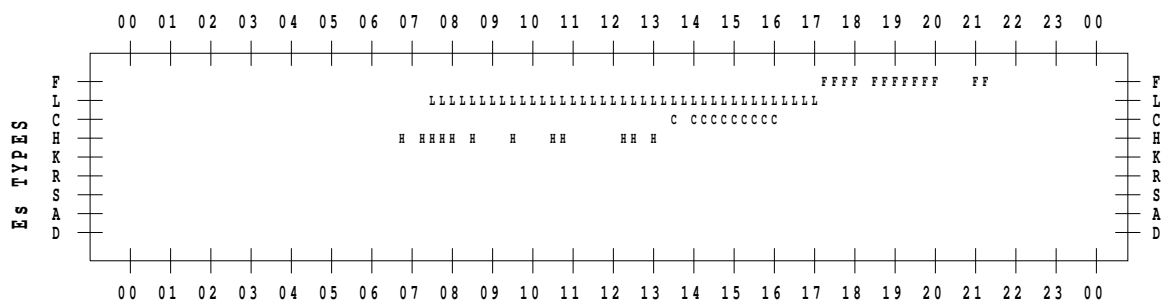 00 01 02 03 04 05 06 07 08 09 10 11 12 13 14 15 16 17 18 19 20 21 22 23 00
Es TYPES
F FFFF FFFFFFF FF F
L LLLLLLLLLLLLLLLLLLLLLLLLLLLLLLLLLLLLLLL L
C C CCCCCCCCC C
H H HHHH H H HH HH H H
K K
R R
S S
A A
D D
00 01 02 03 04 05 06 07 08 09 10 11 12 13 14 15 16 17 18 19 20 21 22 23 00